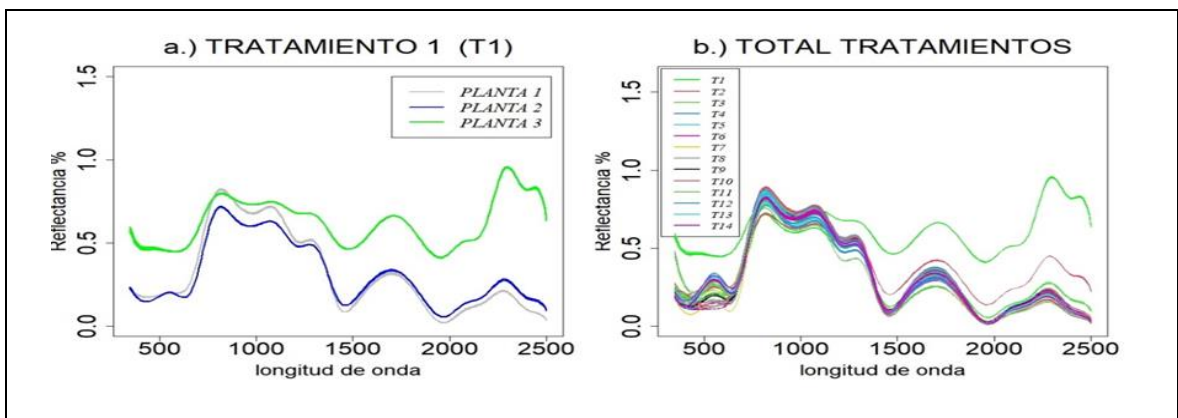 a.) TRATAMIENTO 1 (T1)
Reflectancia %
0.0 0.5 1.0 1.5
PLANTA 1
PLANTA 2
PLANTA 3
500 1000 1500 2000 2500
longitud de onda
b.) TOTAL TRATAMIENTOS
Reflectancia %
0.0 0.5 1.0 1.5
T1
T2
T3
T4
T5
T6
T7
T8
T9
T10
T11
T12
T13
T14
500 1000 1500 2000 2500
longitud de onda